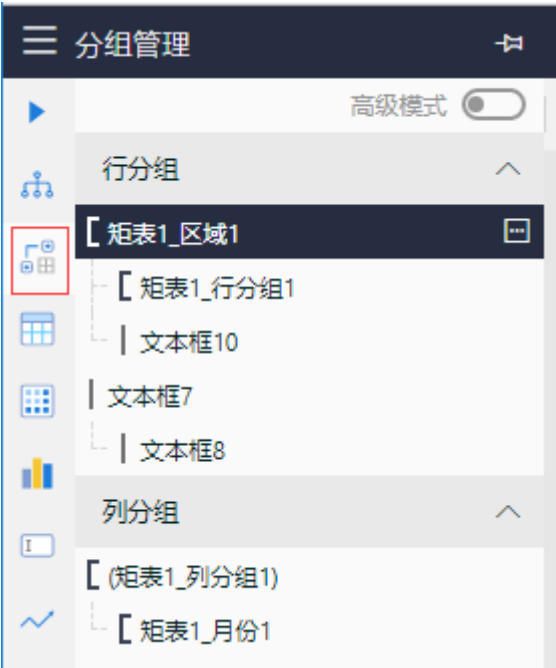 分组管理
高级模式
行分组
矩表1_区域1
矩表1_行分组1
文本框10
文本框7
文本框8
列分组
(矩表1_列分组1)
矩表1_月份1